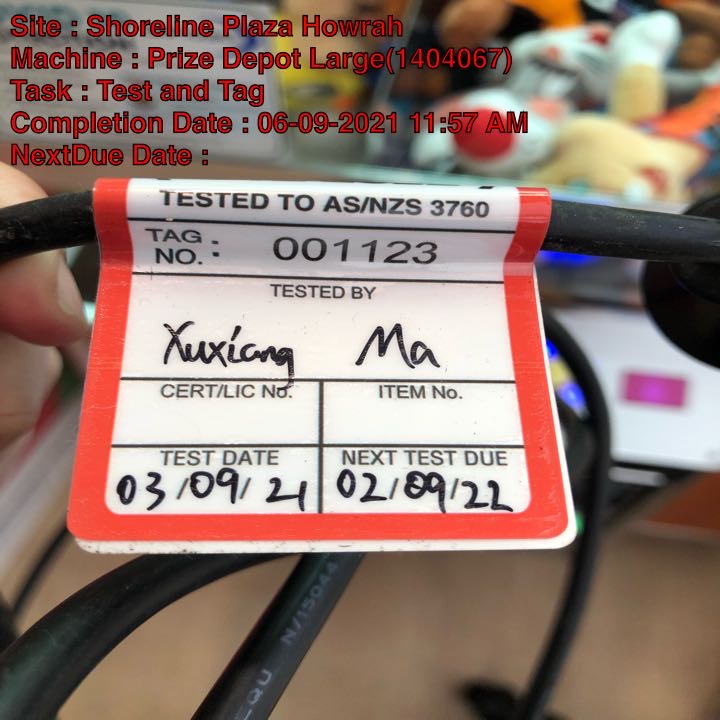 Site : Shoreline Plaza Howrah
Machine : Prize Depot Large(1404067)
Task : Test and Tag
Completion Date : 06-09-2021 11:57 AM
NextDue Date :
TESTED TO AS/NZS 3760
TAG NO. : 001123
TESTED BY
Xuxiang Ma
CERT/LIC No. ITEM No.
TEST DATE NEXT TEST DUE
03/09/21 02/09/22
N/15044